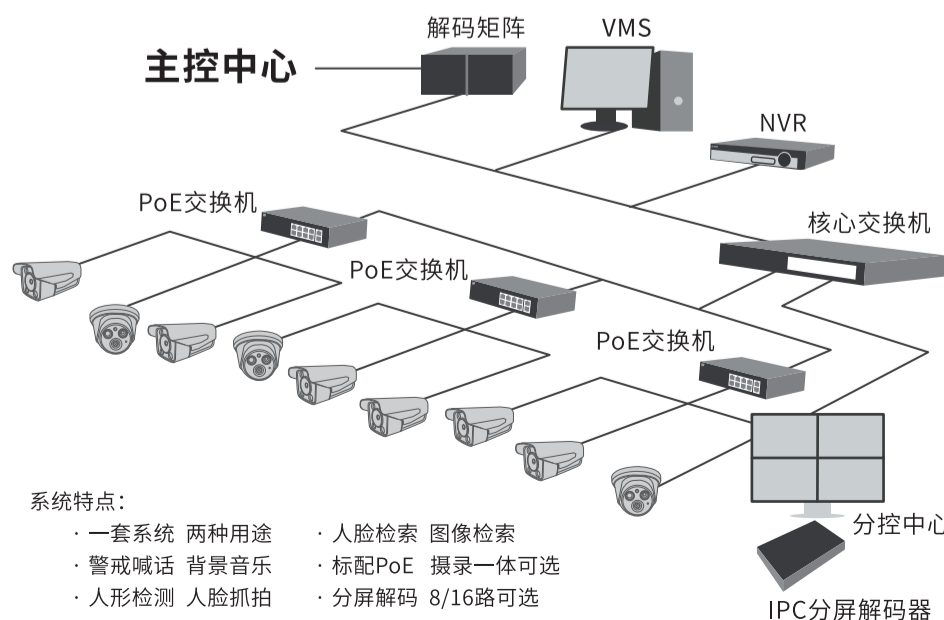 解码矩阵
VMS
主控中心
NVR
PoE交换机
核心交换机
PoE交换机
PoE交换机
分控中心
IPC分屏解码器
系统特点：
· 一套系统 两种用途
· 警戒喊话 背景音乐
· 人形检测 人脸抓拍
· 人脸检索 图像检索
· 标配PoE 摄录一体可选
· 分屏解码 8/16路可选